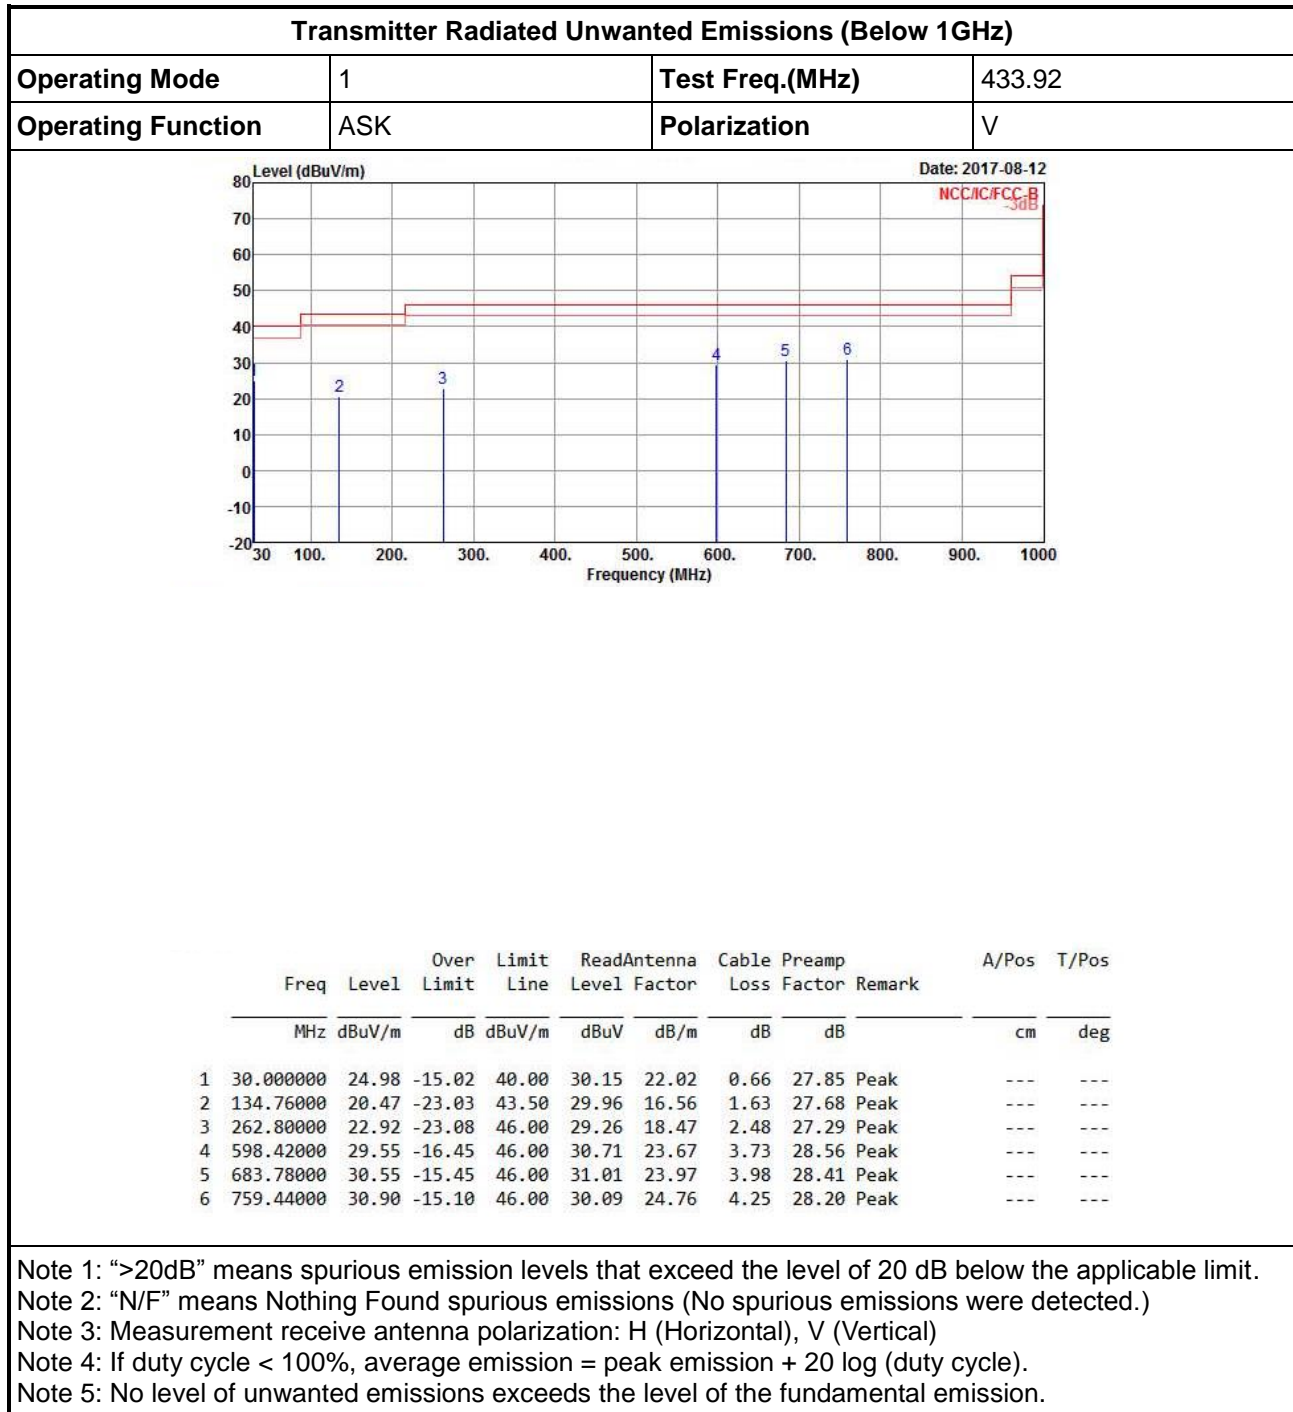 Transmitter Radiated Unwanted Emissions (Below 1GHz)
Operating Mode 1 Test Freq.(MHz) 433.92
Operating Function ASK Polarization V
Level (dBuV/m) Date: 2017-08-12
NCC/IC/FCC-B
-3dB
80
70
60
50
40
30
20
10
0
-10
-20
2
3
4
5
6
30 100. 200. 300. 400. 500. 600. 700. 800. 900. 1000
Frequency (MHz)
Over Limit ReadAntenna Cable Preamp A/Pos T/Pos
Freq Level Limit Line Level Factor Loss Factor Remark
MHz dBuV/m dB dBuV/m dBuV dB/m dB dB cm deg
1 30.000000 24.98 -15.02 40.00 30.15 22.02 0.66 27.85 Peak --- ---
2 134.76000 20.47 -23.03 43.50 29.96 16.56 1.63 27.68 Peak --- ---
3 262.80000 22.92 -23.08 46.00 29.26 18.47 2.48 27.29 Peak --- ---
4 598.42000 29.55 -16.45 46.00 30.71 23.67 3.73 28.56 Peak --- ---
5 683.78000 30.55 -15.45 46.00 31.01 23.97 3.98 28.41 Peak --- ---
6 759.44000 30.90 -15.10 46.00 30.09 24.76 4.25 28.20 Peak --- ---
Note 1: “>20dB” means spurious emission levels that exceed the level of 20 dB below the applicable limit.
Note 2: “N/F” means Nothing Found spurious emissions (No spurious emissions were detected.)
Note 3: Measurement receive antenna polarization: H (Horizontal), V (Vertical)
Note 4: If duty cycle < 100%, average emission = peak emission + 20 log (duty cycle).
Note 5: No level of unwanted emissions exceeds the level of the fundamental emission.